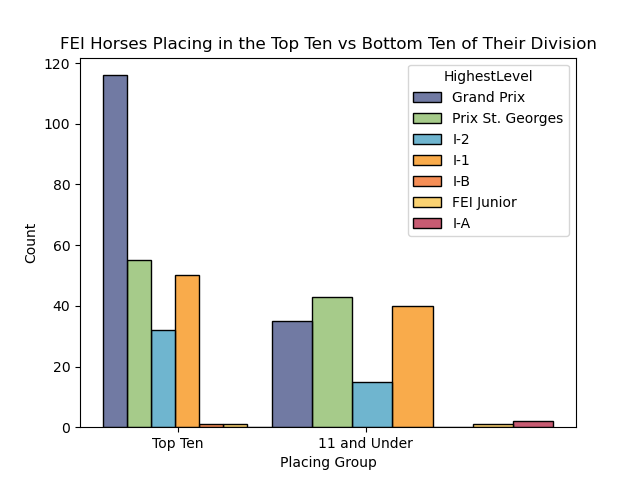 FEI Horses Placing in the Top Ten vs Bottom Ten of Their Division
HighestLevel
Grand Prix
Prix St. Georges
I-2
I-1
I-B
FEI Junior
I-A
120
100
80
60
40
20
0
Count
Top Ten
11 and Under
Placing Group